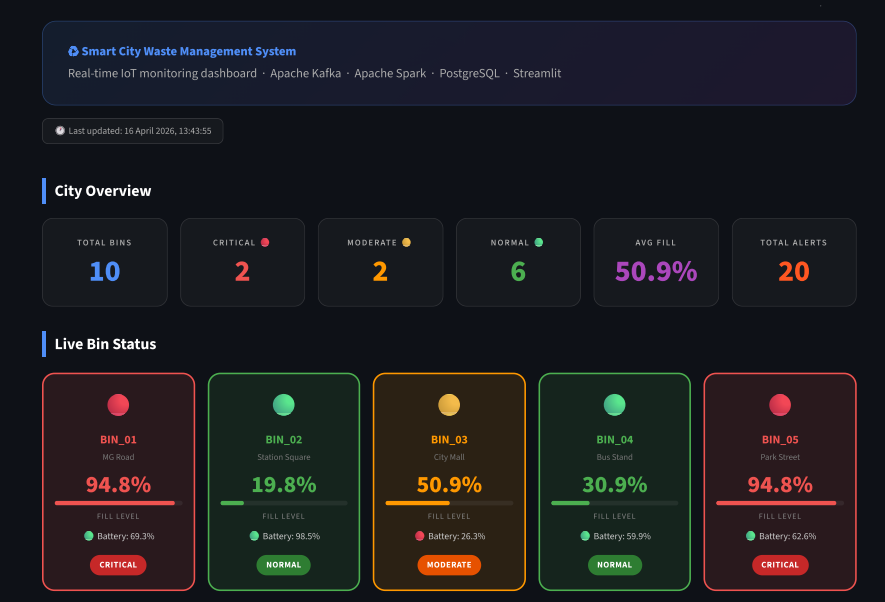 Smart City Waste Management System
Real-time IoT monitoring dashboard · Apache Kafka · Apache Spark · PostgreSQL · Streamlit
Last updated: 16 April 2026, 13:43:55
City Overview
TOTAL BINS
10
CRITICAL
2
MODERATE
2
NORMAL
6
AVG FILL
50.9%
TOTAL ALERTS
20
Live Bin Status
BIN_01
MG Road
94.8%
FILL LEVEL
Battery: 69.3%
CRITICAL
BIN_02
Station Square
19.8%
FILL LEVEL
Battery: 98.5%
NORMAL
BIN_03
City Mall
50.9%
FILL LEVEL
Battery: 26.3%
MODERATE
BIN_04
Bus Stand
30.9%
FILL LEVEL
Battery: 59.9%
NORMAL
BIN_05
Park Street
94.8%
FILL LEVEL
Battery: 62.6%
CRITICAL